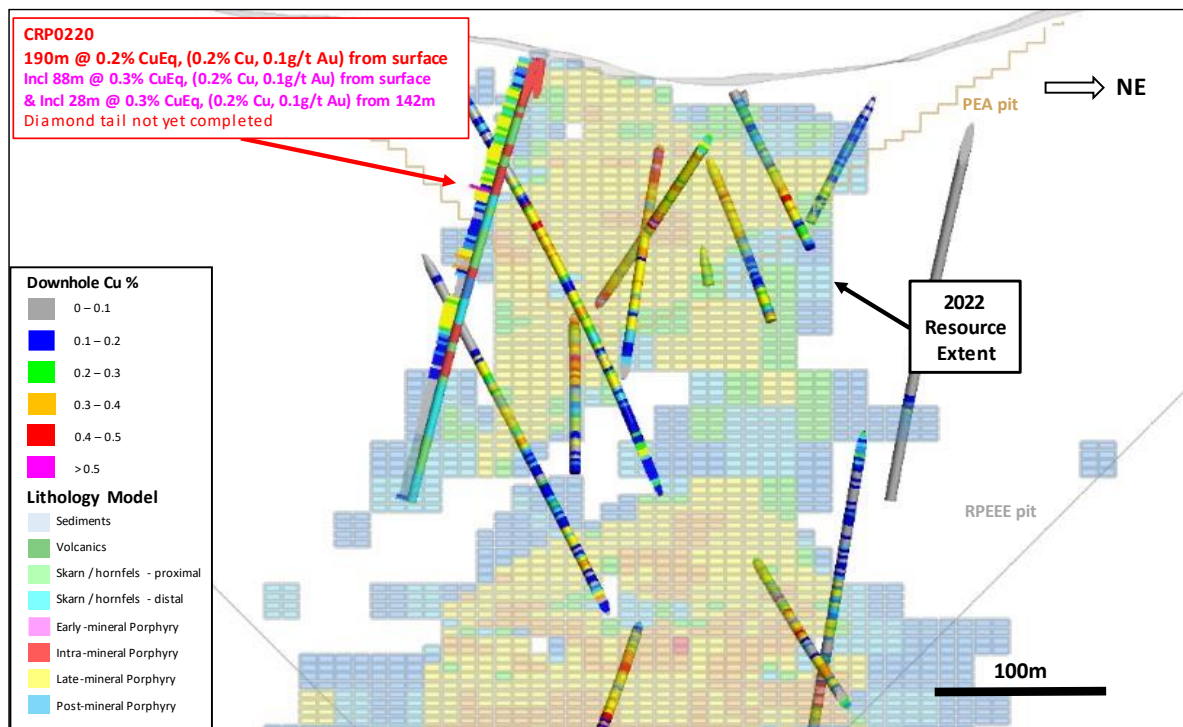 CRP0220
190m @ 0.2% CuEq, (0.2% Cu, 0.1g/t Au) from surface
Incl 88m @ 0.3% CuEq, (0.2% Cu, 0.1g/t Au) from surface
& Incl 28m @ 0.3% CuEq, (0.2% Cu, 0.1g/t Au) from 142m
Diamond tail not yet completed
NE
PEA pit
2022
Resource
Extent
RPEEE pit
100m
Downhole Cu %
0 – 0.1
0.1 – 0.2
0.2 – 0.3
0.3 – 0.4
0.4 – 0.5
>0.5
Lithology Model
Sediments
Volcanics
Skarn / hornfels - proximal
Skarn / hornfels - distal
Early-mineral Porphyry
Intra-mineral Porphyry
Late-mineral Porphyry
Post-mineral Porphyry